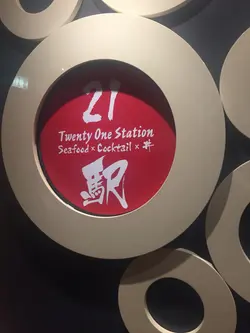 21
Twenty One Station
Seafood × Cocktail × 丼
駅